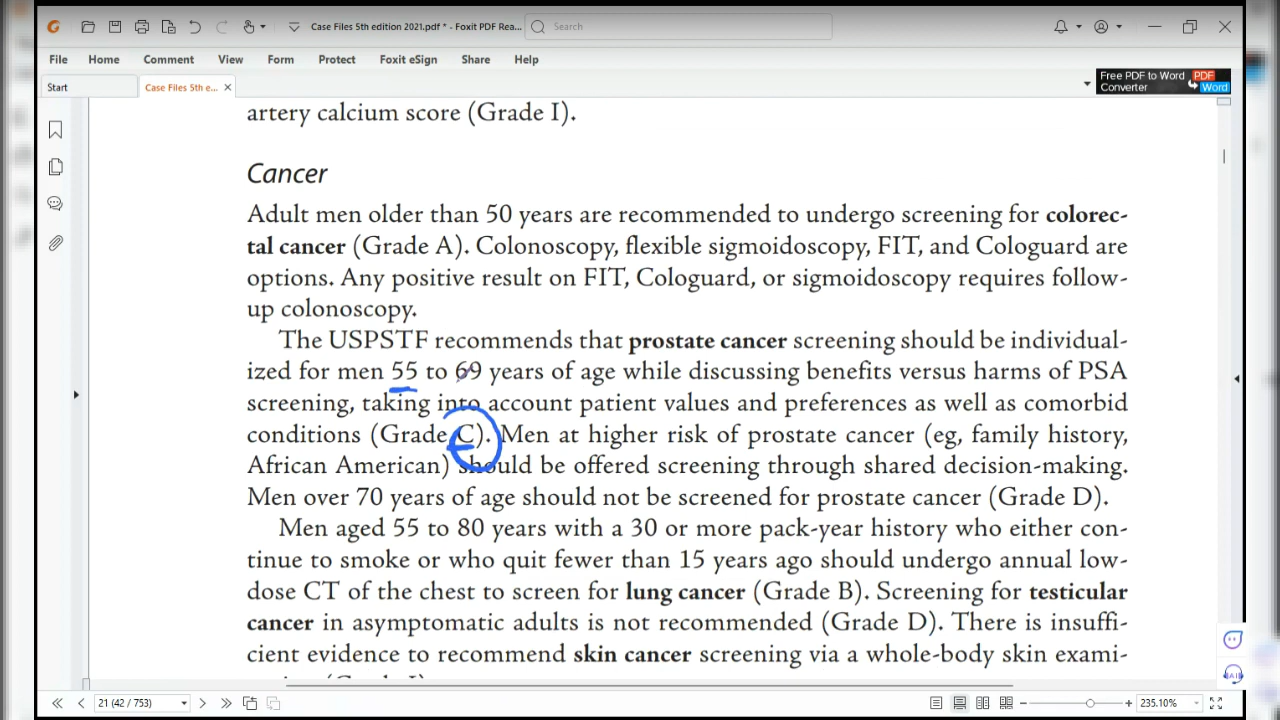 Case Files 5th edition 2021.pdf * - Foxit PDF Rea...
Search
File Home Comment View Form Protect Foxit eSign Share Help
Start
Case Files 5th e...
Free PDF to Word
Converter
PDF
Word
artery calcium score (Grade I).
Cancer
Adult men older than 50 years are recommended to undergo screening for colorec-
tal cancer (Grade A). Colonoscopy, flexible sigmoidoscopy, FIT, and Cologuard are
options. Any positive result on FIT, Cologuard, or sigmoidoscopy requires follow-
up colonoscopy.
The USPSTF recommends that prostate cancer screening should be individual-
ized for men 55 to 69 years of age while discussing benefits versus harms of PSA
screening, taking into account patient values and preferences as well as comorbid
conditions (Grade C). Men at higher risk of prostate cancer (eg, family history,
African American) should be offered screening through shared decision-making.
Men over 70 years of age should not be screened for prostate cancer (Grade D).
Men aged 55 to 80 years with a 30 or more pack-year history who either con-
tinue to smoke or who quit fewer than 15 years ago should undergo annual low-
dose CT of the chest to screen for lung cancer (Grade B). Screening for testicular
cancer in asymptomatic adults is not recommended (Grade D). There is insuffi-
cient evidence to recommend skin cancer screening via a whole-body skin exami-
21 (42 / 753)
235.10%